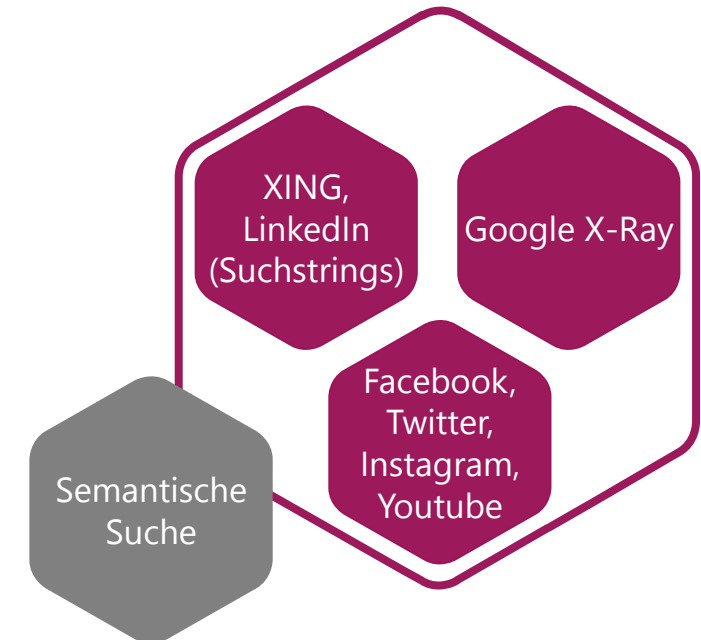 XING,
LinkedIn
(Suchstrings)
Google X-Ray
Facebook,
Twitter,
Instagram,
Youtube
Semantische
Suche